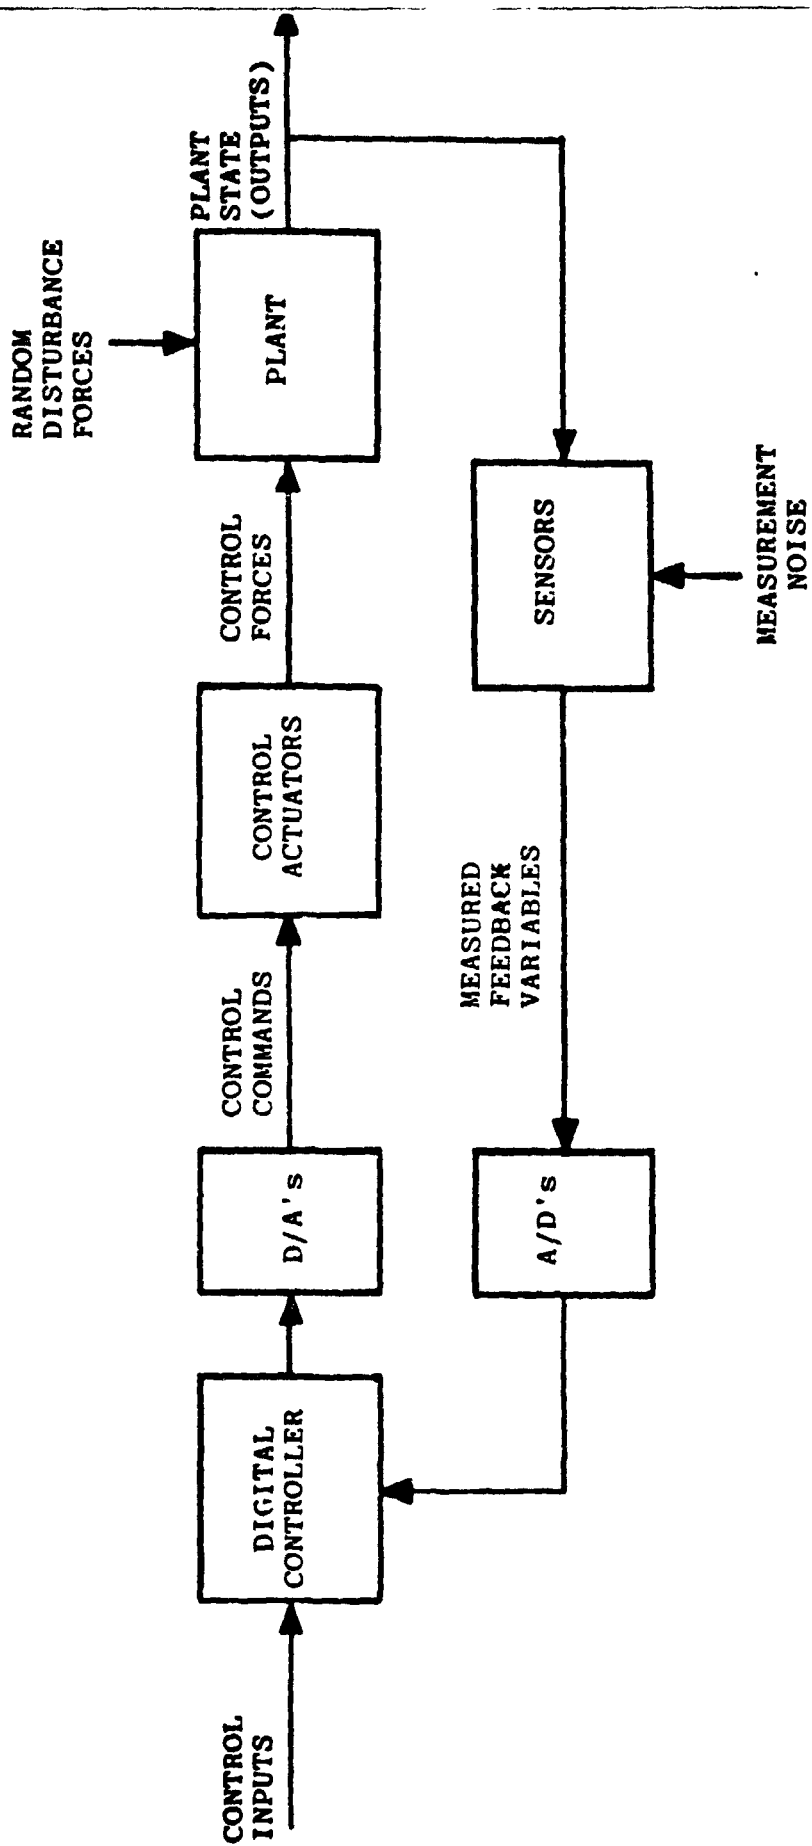 RANDOM
DISTURBANCE
FORCES
CONTROL
INPUTS
DIGITAL
CONTROLLER
D/A's
CONTROL
COMMANDS
CONTROL
ACTUATORS
CONTROL
FORCES
PLANT
PLANT
STATE
(OUTPUTS)
A/D's
MEASURED
FEEDBACK
VARIABLES
SENSORS
MEASUREMENT
NOISE